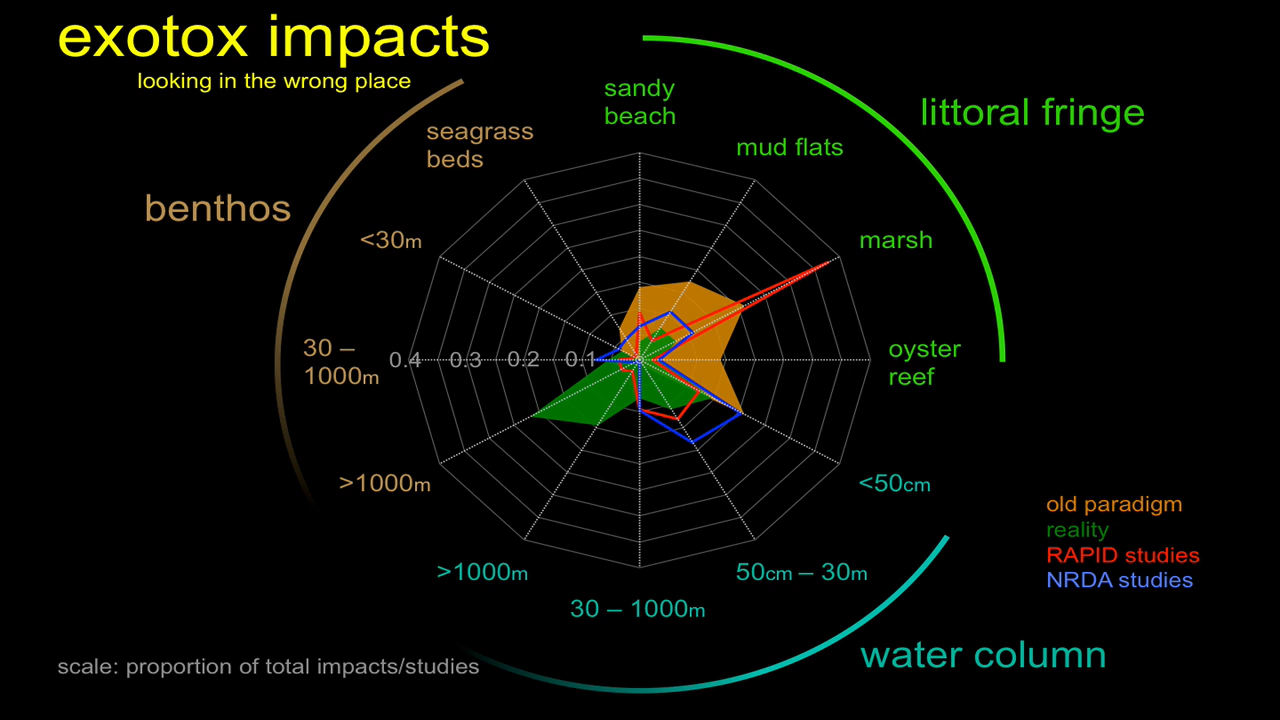 exotox impacts
looking in the wrong place
sandy
beach
littoral fringe
seagrass
beds
mud flats
benthos
<30m
marsh
30 –
1000m
0.4
0.3
0.2
0.1
oyster
reef
>1000m
<50cm
>1000m
50cm – 30m
30 – 1000m
old paradigm
reality
RAPID studies
NRDA studies
water column
scale: proportion of total impacts/studies